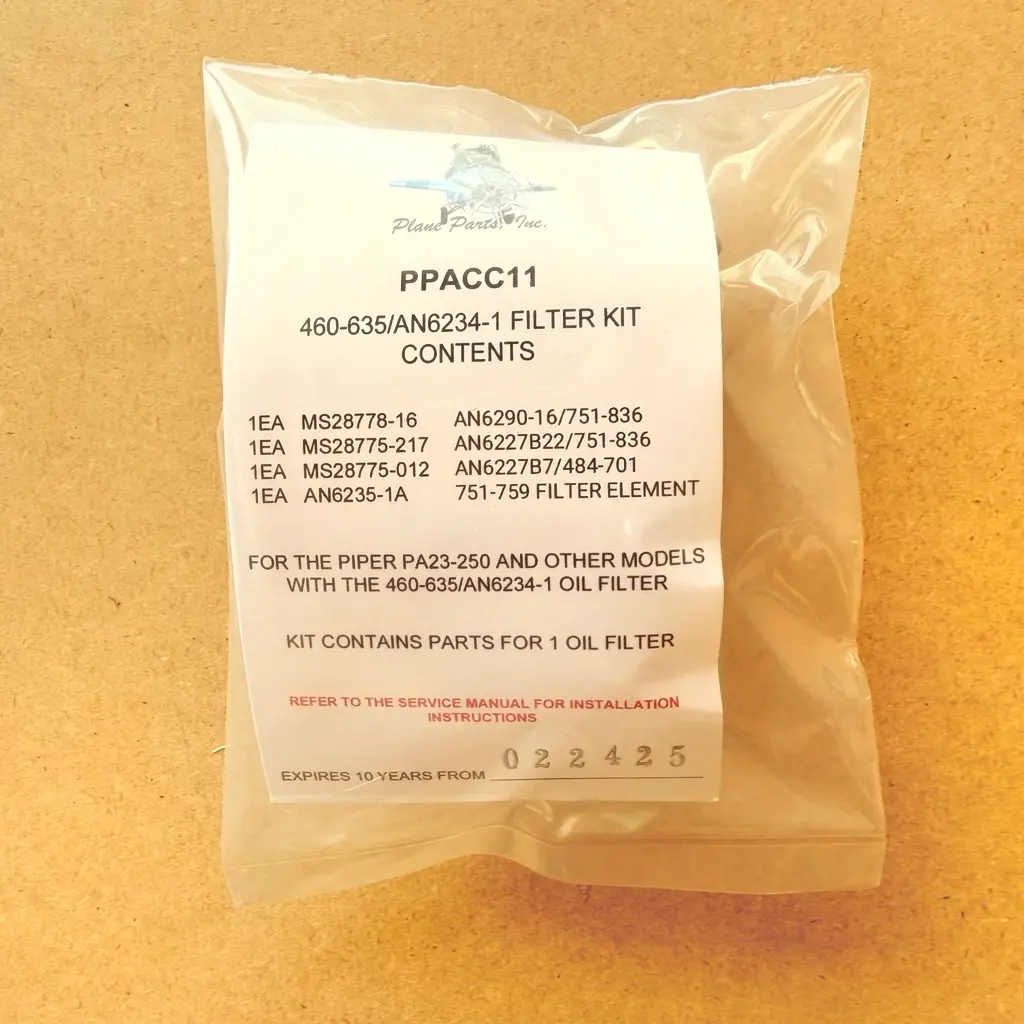 Plane Parts, Inc.
PPACC11
460-635/AN6234-1 FILTER KIT
CONTENTS
1EA MS28778-16 AN6290-16/751-836
1EA MS28775-217 AN6227B22/751-836
1EA MS28775-012 AN6227B7/484-701
1EA AN6235-1A 751-759 FILTER ELEMENT
FOR THE PIPER PA23-250 AND OTHER MODELS
WITH THE 460-635/AN6234-1 OIL FILTER
KIT CONTAINS PARTS FOR 1 OIL FILTER
REFER TO THE SERVICE MANUAL FOR INSTALLATION
INSTRUCTIONS
EXPIRES 10 YEARS FROM 022425